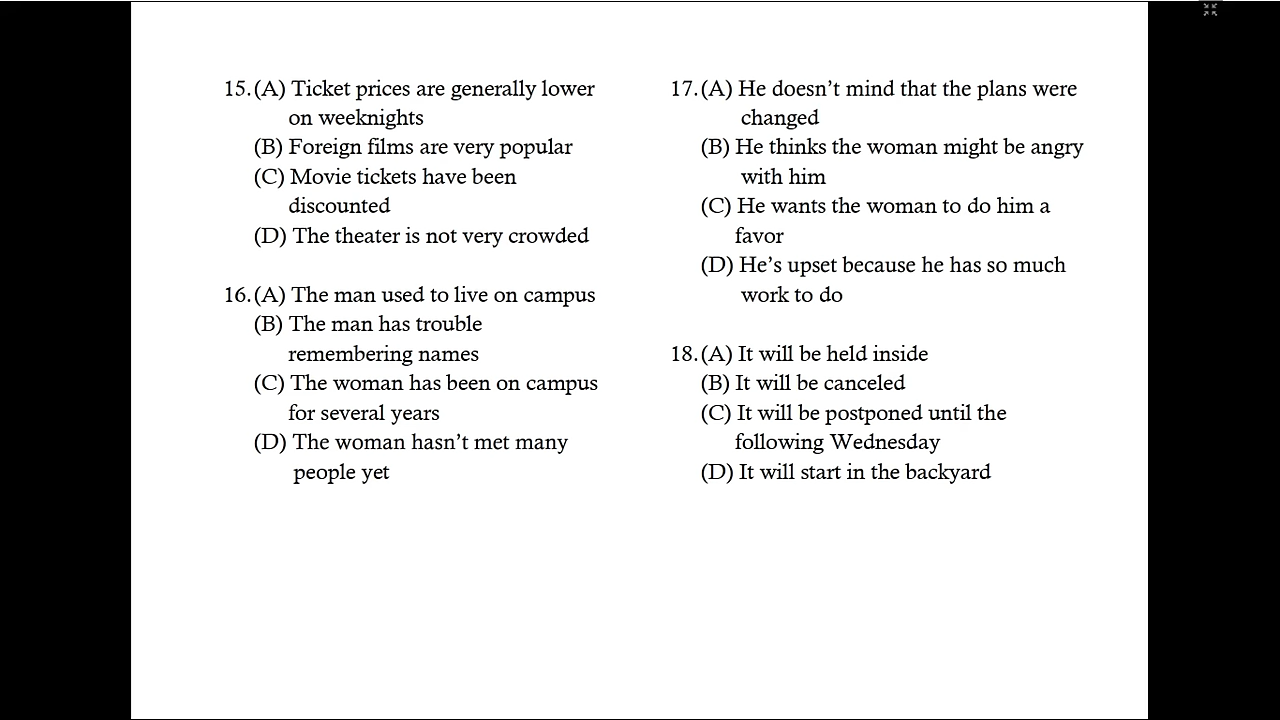 15.(A) Ticket prices are generally lower
on weeknights
(B) Foreign films are very popular
(C) Movie tickets have been
discounted
(D) The theater is not very crowded
16.(A) The man used to live on campus
(B) The man has trouble
remembering names
(C) The woman has been on campus
for several years
(D) The woman hasn’t met many
people yet
17.(A) He doesn’t mind that the plans were
changed
(B) He thinks the woman might be angry
with him
(C) He wants the woman to do him a
favor
(D) He’s upset because he has so much
work to do
18.(A) It will be held inside
(B) It will be canceled
(C) It will be postponed until the
following Wednesday
(D) It will start in the backyard